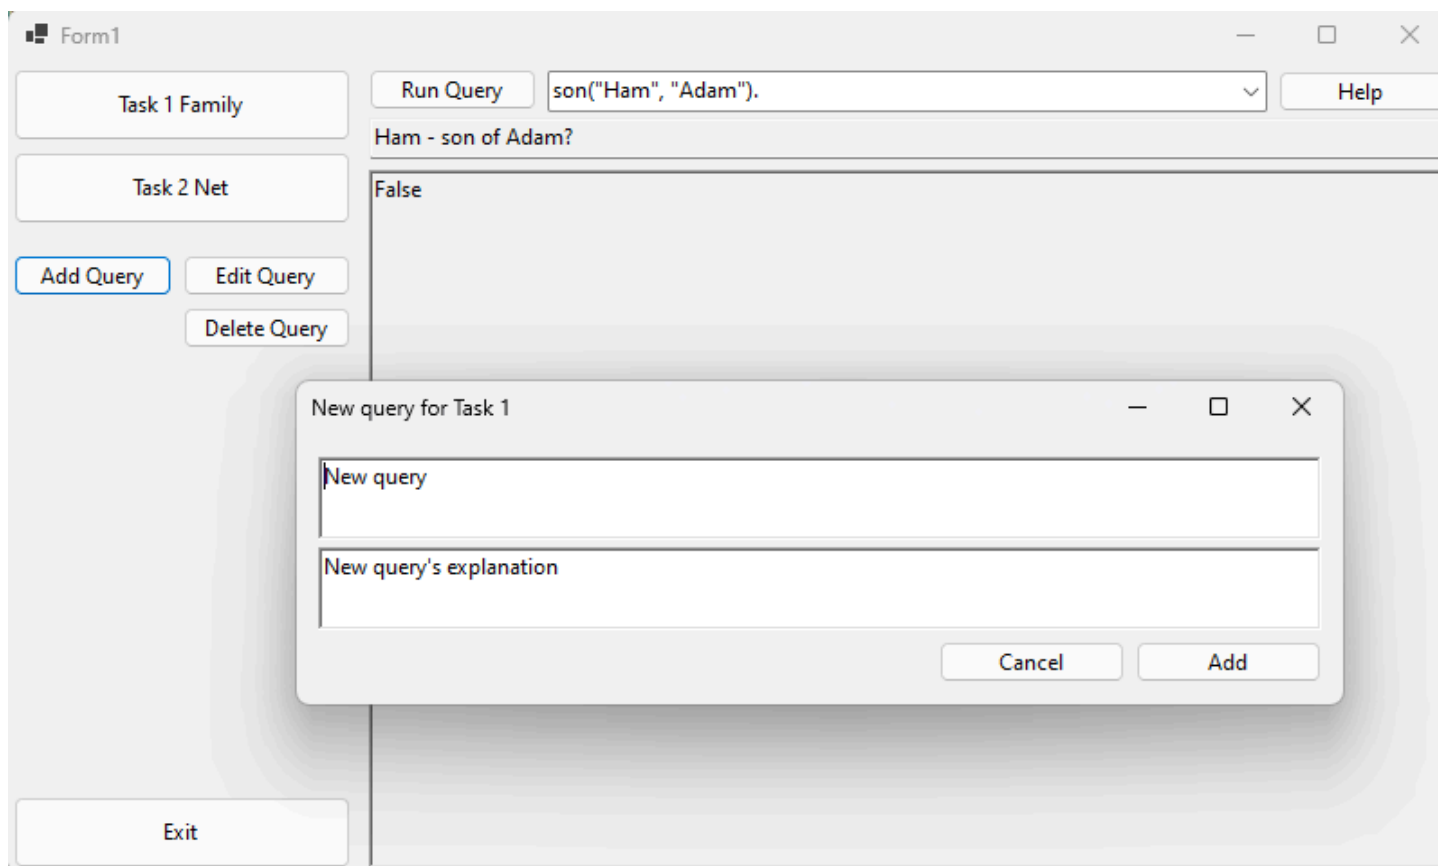 Form1
Task 1 Family
Run Query
son("Ham", "Adam").
Help
Ham - son of Adam?
Task 2 Net
False
Add Query
Edit Query
Delete Query
New query for Task 1
New query
New query's explanation
Cancel
Add
Exit